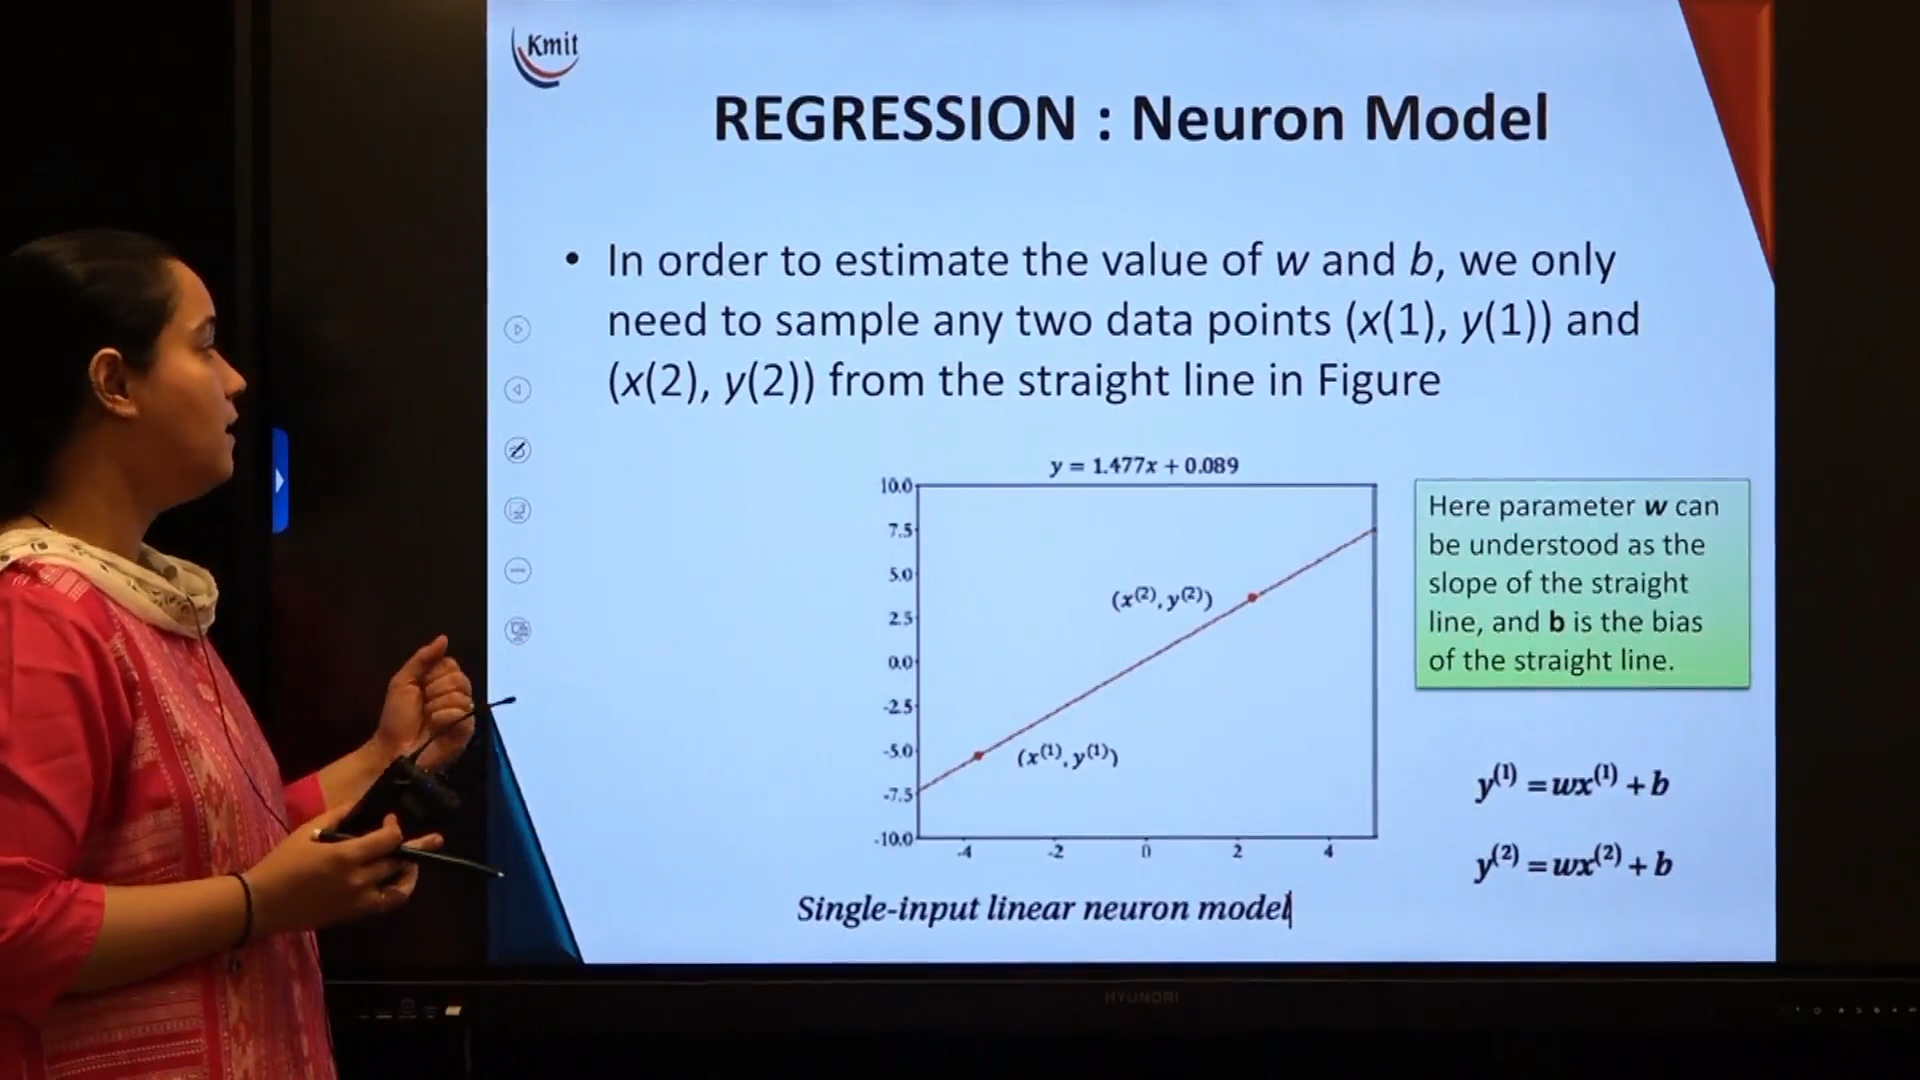 Kmit
REGRESSION : Neuron Model
• In order to estimate the value of w and b, we only
need to sample any two data points (x(1), y(1)) and
(x(2), y(2)) from the straight line in Figure
y = 1.477x + 0.089
10.0
7.5
5.0
2.5
0.0
-2.5
-5.0
-7.5
-10.0
-4 -2 0 2 4
(x⁽²⁾, y⁽²⁾)
(x⁽¹⁾, y⁽¹⁾)
Single-input linear neuron model
Here parameter w can
be understood as the
slope of the straight
line, and b is the bias
of the straight line.
y⁽¹⁾ = wx⁽¹⁾ + b
y⁽²⁾ = wx⁽²⁾ + b
HYUNDAI